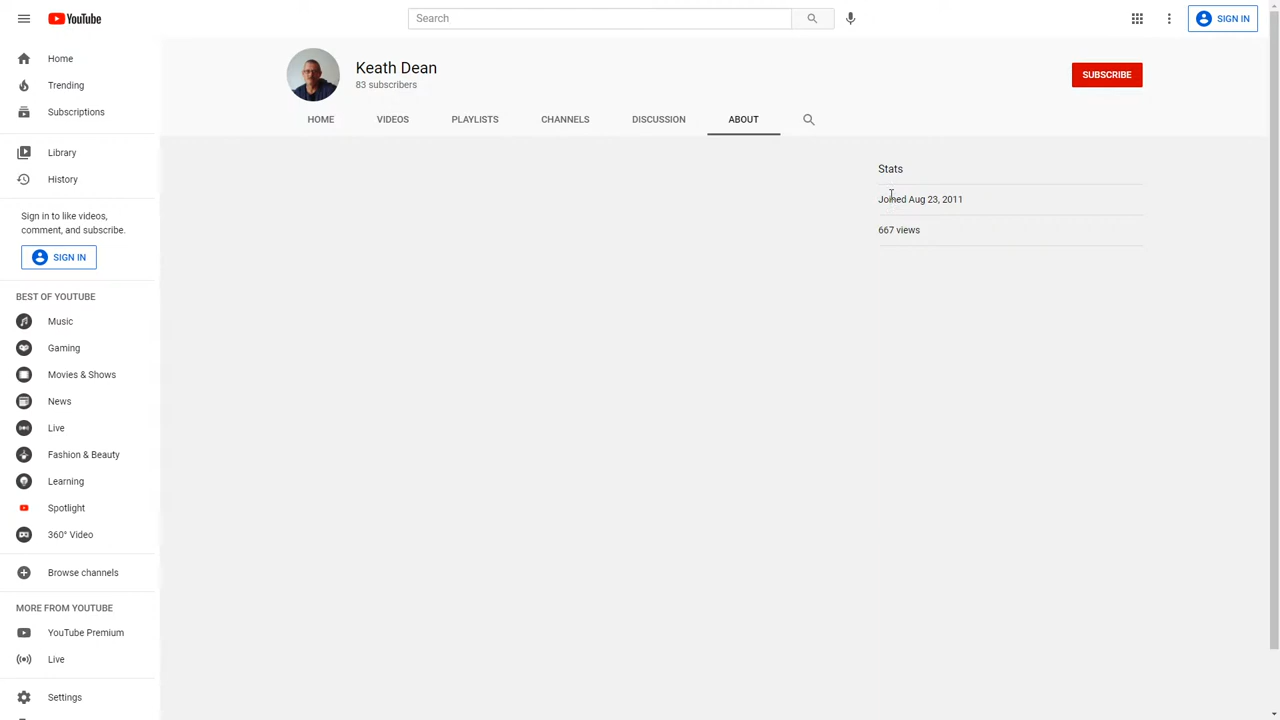 YouTube
Search
SIGN IN
Home
Trending
Subscriptions
Library
History
Sign in to like videos,
comment, and subscribe.
SIGN IN
BEST OF YOUTUBE
Music
Gaming
Movies & Shows
News
Live
Fashion & Beauty
Learning
Spotlight
360° Video
Browse channels
MORE FROM YOUTUBE
YouTube Premium
Live
Settings
Keath Dean
83 subscribers
SUBSCRIBE
HOME VIDEOS PLAYLISTS CHANNELS DISCUSSION ABOUT
Stats
Joined Aug 23, 2011
667 views